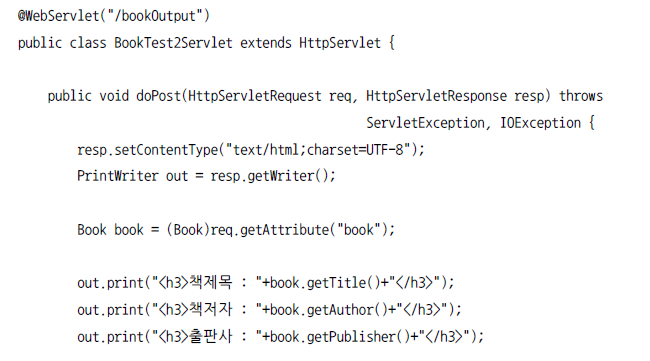 @WebServlet("/bookOutput")
public class BookTest2Servlet extends HttpServlet {
public void doPost(HttpServletRequest req, HttpServletResponse resp) throws
ServletException, IOException {
resp.setContentType("text/html;charset=UTF-8");
PrintWriter out = resp.getWriter();
Book book = (Book)req.getAttribute("book");
out.print("<h3>책제목 : "+book.getTitle()+"</h3>");
out.print("<h3>책저자 : "+book.getAuthor()+"</h3>");
out.print("<h3>출판사 : "+book.getPublisher()+"</h3>");